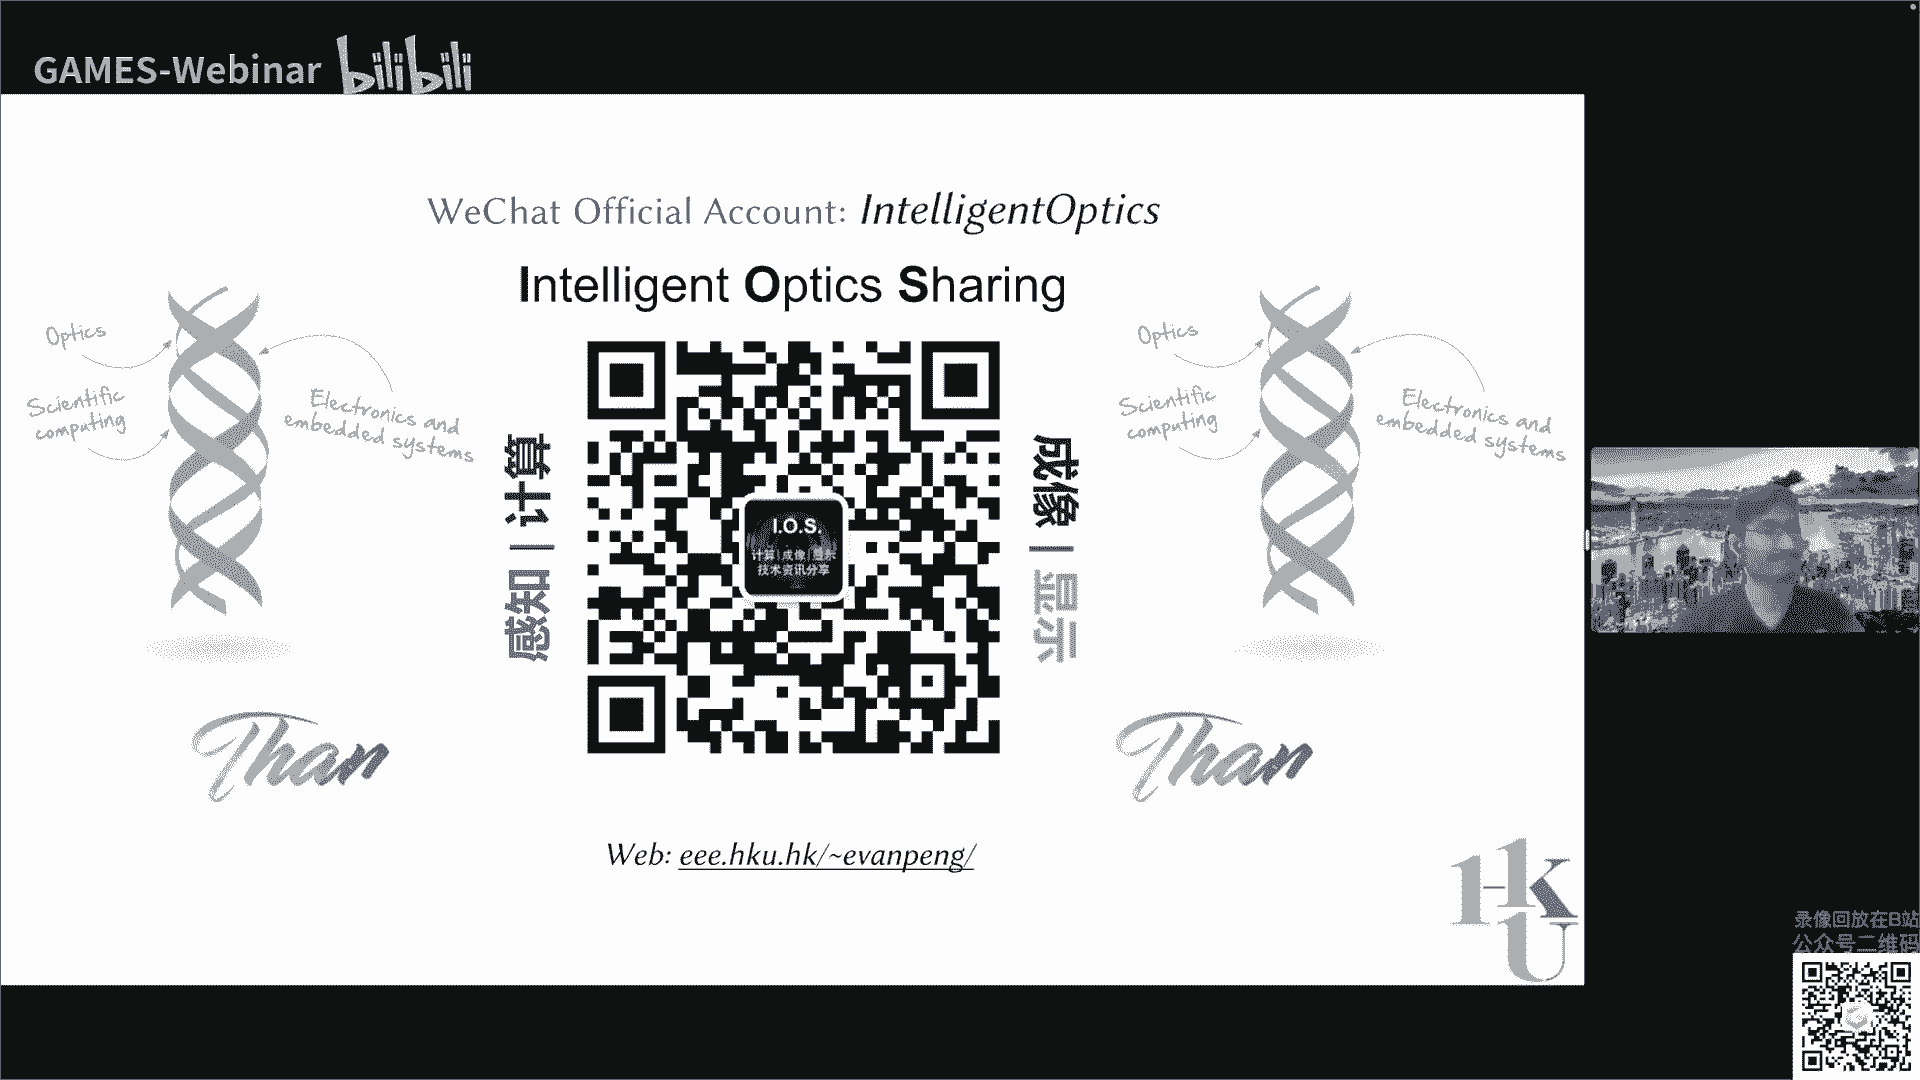 GAMES-Webinar bilibili
WeChat Official Account: IntelligentOptics
Intelligent Optics Sharing
Optics
Scientific
computing
Electronics and
embedded systems
感知 | 计算
I.O.S.
计算|成像|显示
技术资讯分享
成像 | 显示
Optics
Scientific
computing
Electronics and
embedded systems
Than
Than
Web: eee.hku.hk/~evanpeng/
HKU
录像回放在B站
公众号二维码